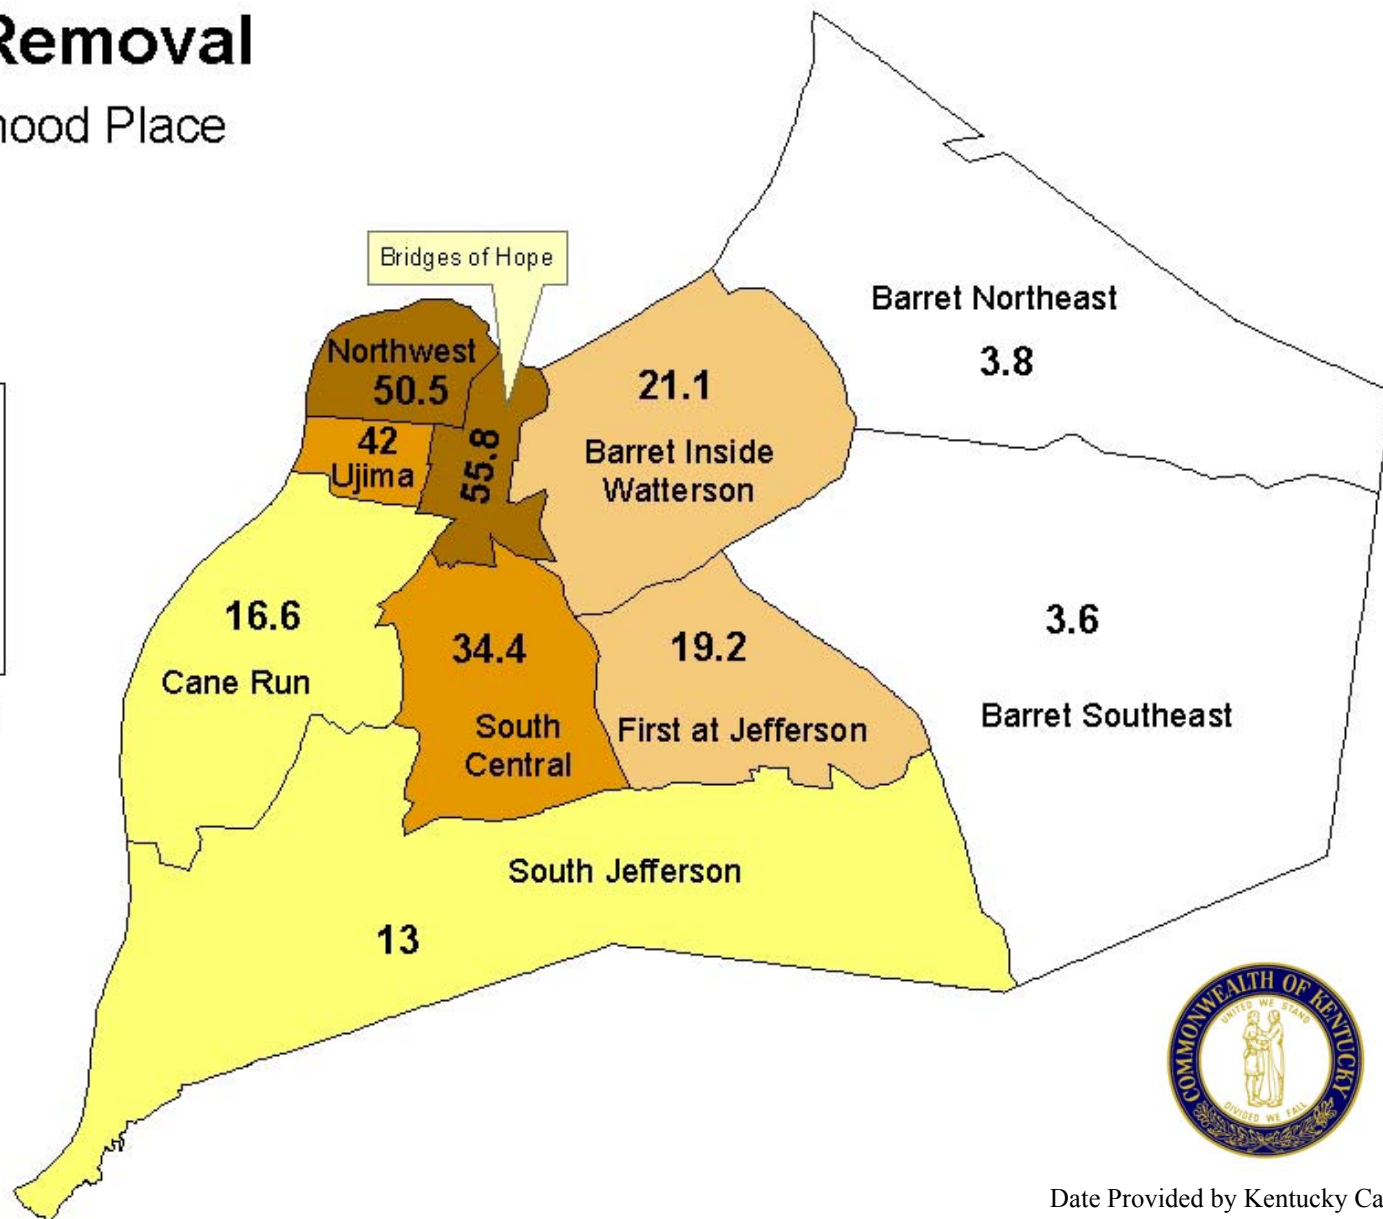 Removal
hood Place
Bridges of Hope
Barret Northeast
3.8
Northwest
50.5
21.1
42
Ujima
55.8
Barret Inside
Watterson
16.6
Cane Run
34.4
South
Central
19.2
First at Jefferson
3.6
Barret Southeast
South Jefferson
13
COMMONWEALTH OF KENTUCKY
UNITED WE STAND
DIVIDED WE FALL
Date Provided by Kentucky Ca